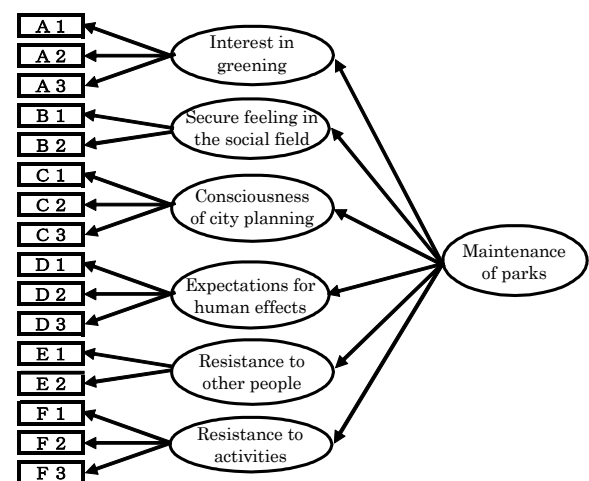 A 1
A 2
A 3
B 1
B 2
C 1
C 2
C 3
D 1
D 2
D 3
E 1
E 2
F 1
F 2
F 3
Interest in
greening
Secure feeling in
the social field
Consciousness
of city planning
Expectations for
human effects
Resistance to
other people
Resistance to
activities
Maintenance
of parks